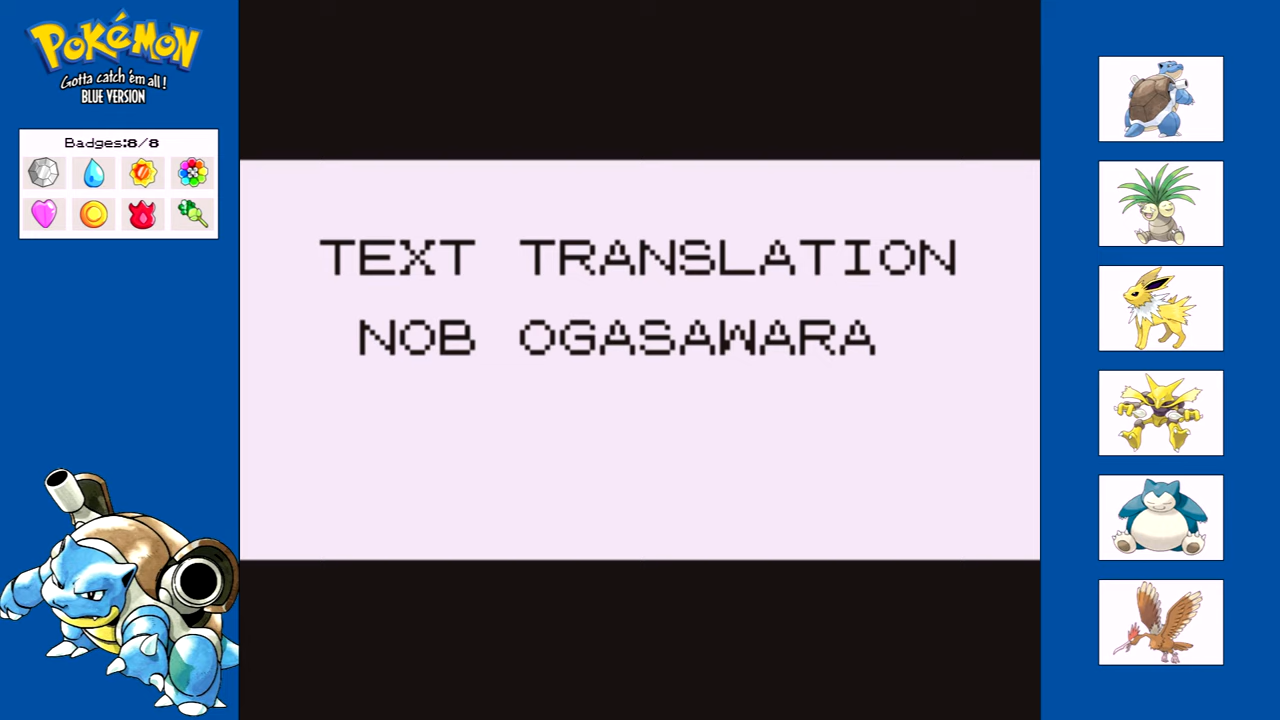 POKéMON
Gotta catch 'em all!
BLUE VERSION
Badges:8/8
TEXT TRANSLATION
NOB OGASAWARA